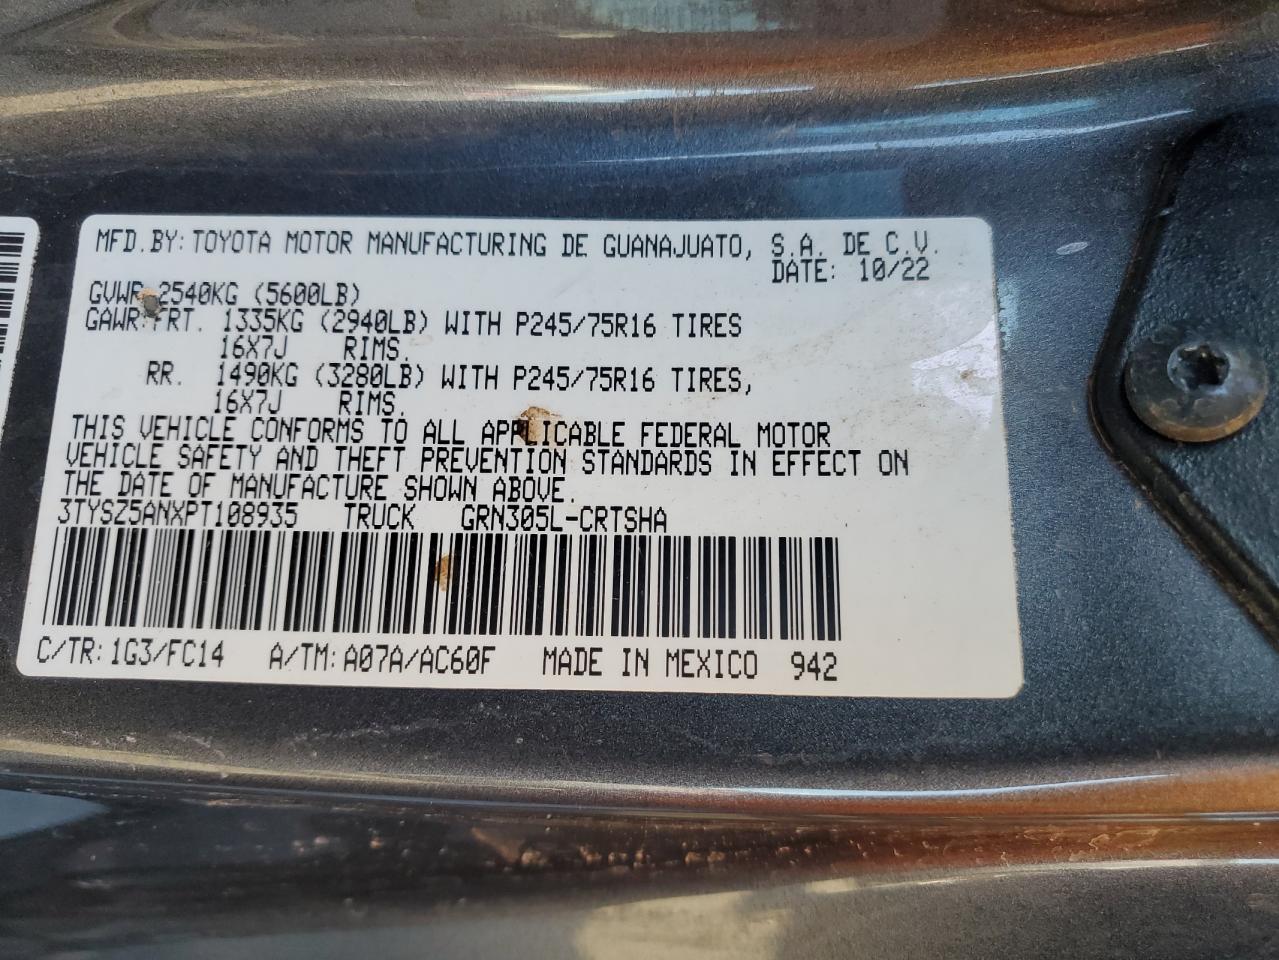 MFD.BY: TOYOTA MOTOR MANUFACTURING DE GUANAJUATO, S.A. DE C.V.
DATE: 10/22
GVWR 2540KG (5600LB)
GAWR FRT. 1335KG (2940LB) WITH P245/75R16 TIRES
16X7J RIMS.
RR. 1490KG (3280LB) WITH P245/75R16 TIRES,
16X7J RIMS.
THIS VEHICLE CONFORMS TO ALL APPLICABLE FEDERAL MOTOR
VEHICLE SAFETY AND THEFT PREVENTION STANDARDS IN EFFECT ON
THE DATE OF MANUFACTURE SHOWN ABOVE.
3TYSZ5ANXPT108935 TRUCK GRN305L-CRTSHA
C/TR: 1G3/FC14 A/TM: A07A/AC60F MADE IN MEXICO 942